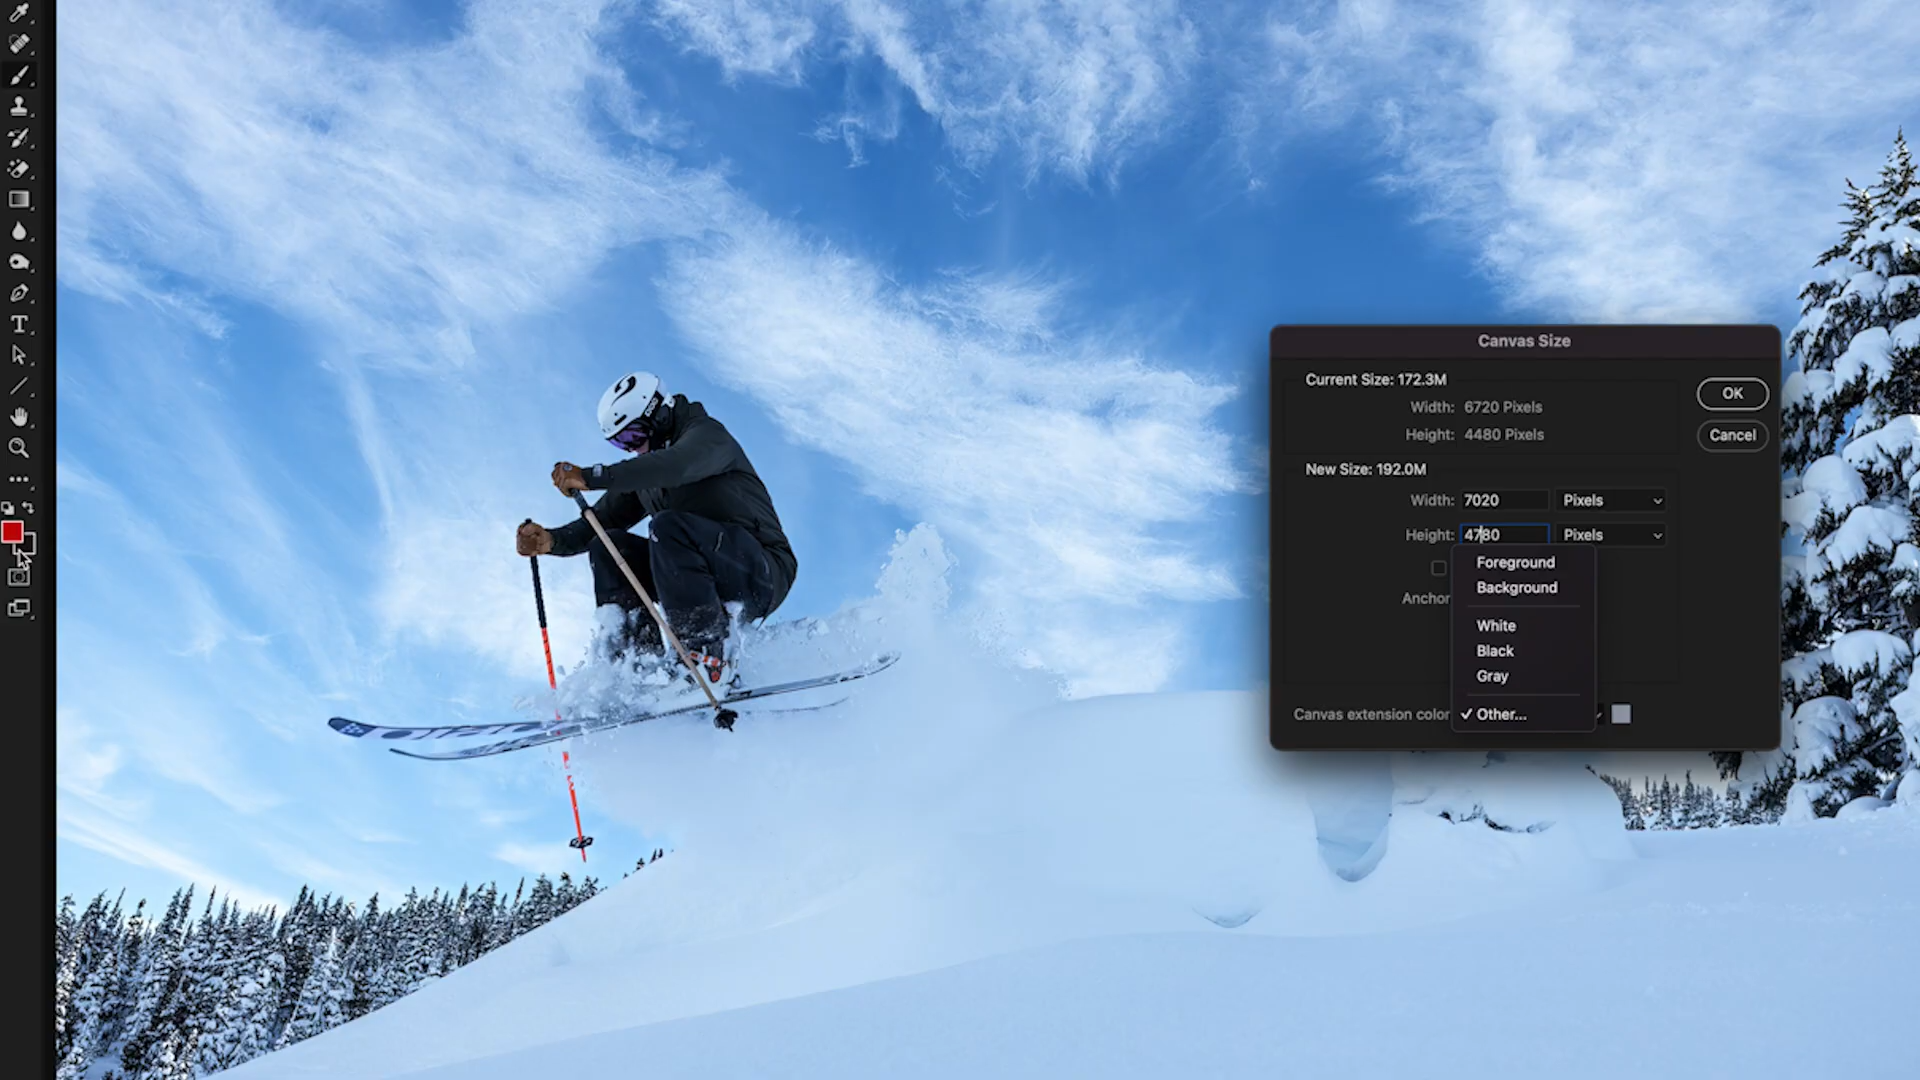 Canvas Size
Current Size: 172.3M
OK
Width: 6720 Pixels
Cancel
Height: 4480 Pixels
New Size: 192.0M
Width: 7020 Pixels
Height: 4780 Pixels
Foreground
Background
Anchor
White
Black
Gray
Canvas extension color ✓ Other...